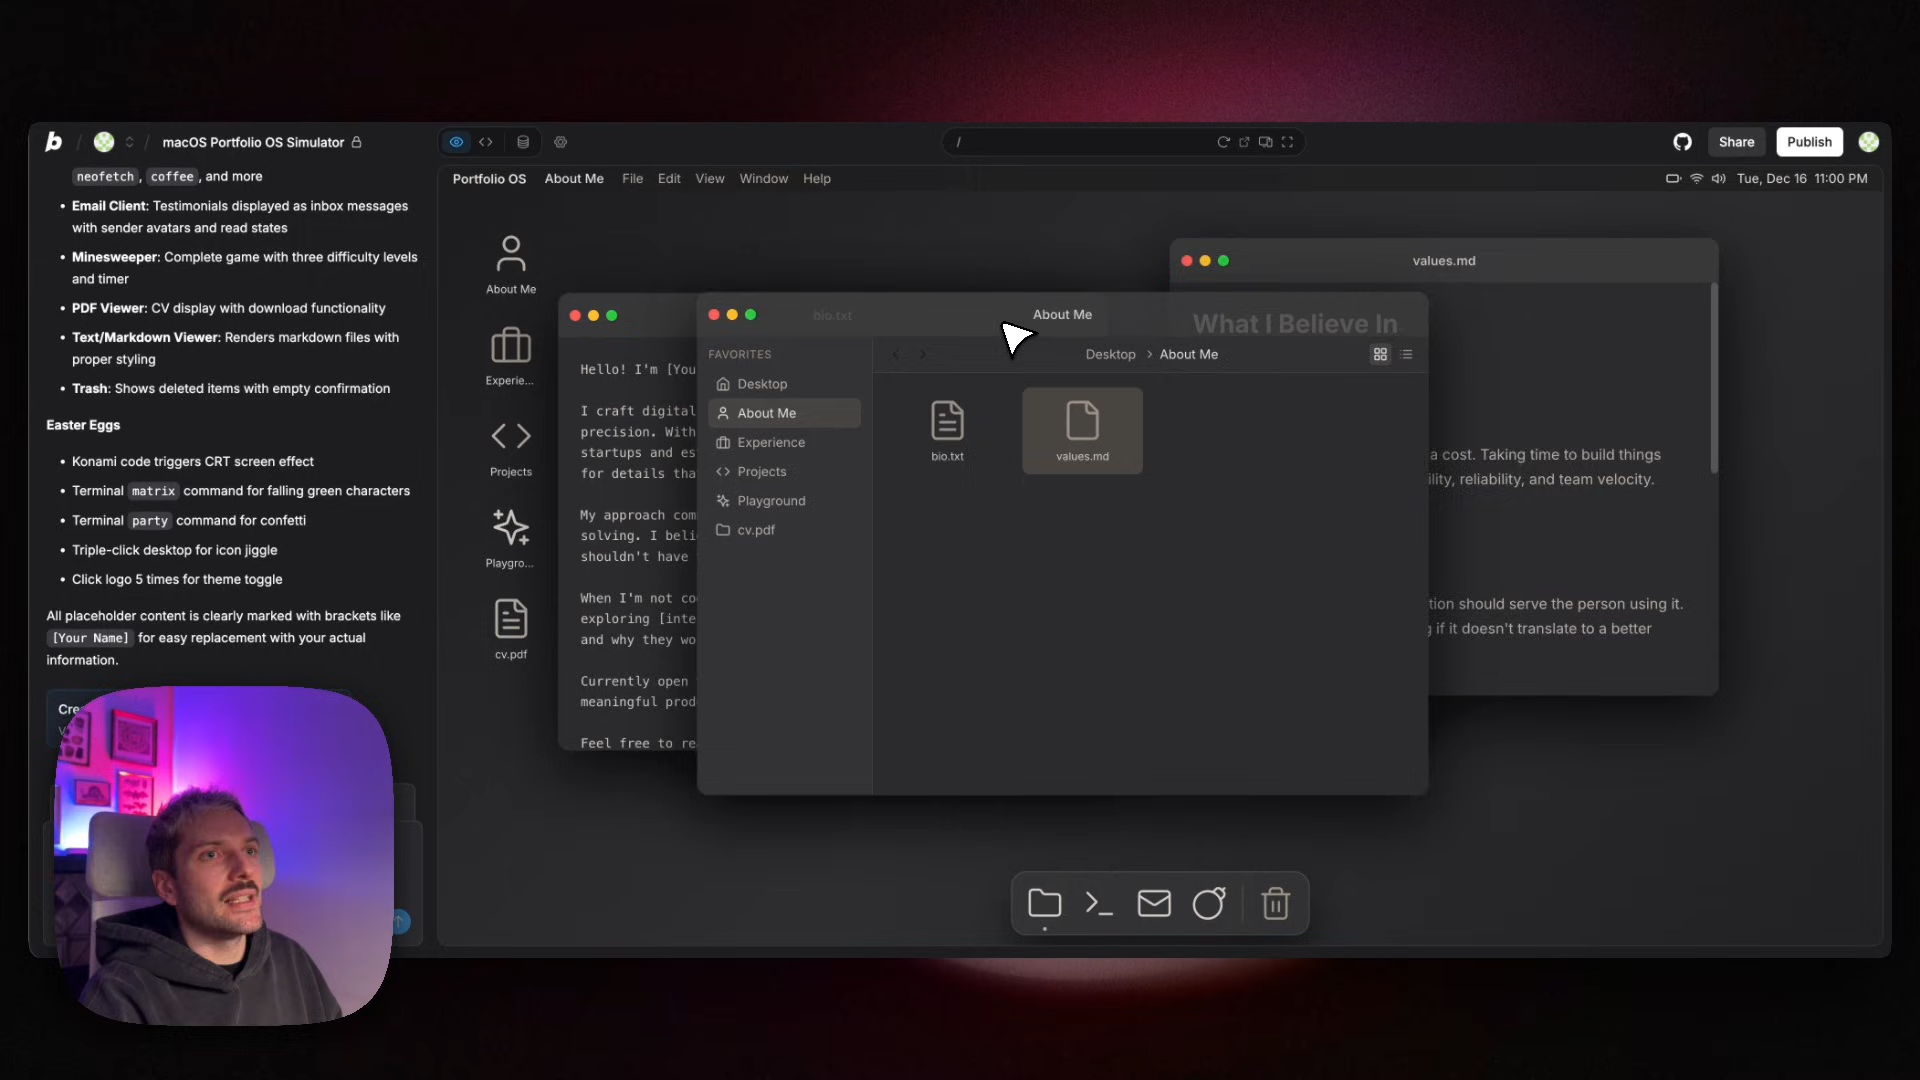 b / / macOS Portfolio OS Simulator
/
Share
Publish
neofetch, coffee, and more
• Email Client: Testimonials displayed as inbox messages
with sender avatars and read states
• Minesweeper: Complete game with three difficulty levels
and timer
• PDF Viewer: CV display with download functionality
• Text/Markdown Viewer: Renders markdown files with
proper styling
• Trash: Shows deleted items with empty confirmation
Easter Eggs
• Konami code triggers CRT screen effect
• Terminal matrix command for falling green characters
• Terminal party command for confetti
• Triple-click desktop for icon jiggle
• Click logo 5 times for theme toggle
All placeholder content is clearly marked with brackets like
[Your Name] for easy replacement with your actual
information.
Portfolio OS About Me File Edit View Window Help
Tue, Dec 16 11:00 PM
About Me
Experie...
Projects
Playgro...
cv.pdf
Hello! I'm [You
I craft digital
precision. With
startups and es
for details tha
My approach com
solving. I beli
shouldn't have
When I'm not co
exploring [inte
and why they wo
Currently open
meaningful prod
Feel free to re
bio.txt
About Me
FAVORITES
Desktop
About Me
Experience
Projects
Playground
cv.pdf
Desktop > About Me
bio.txt
values.md
values.md
What I Believe In
a cost. Taking time to build things
ility, reliability, and team velocity.
tion should serve the person using it.
if it doesn't translate to a better